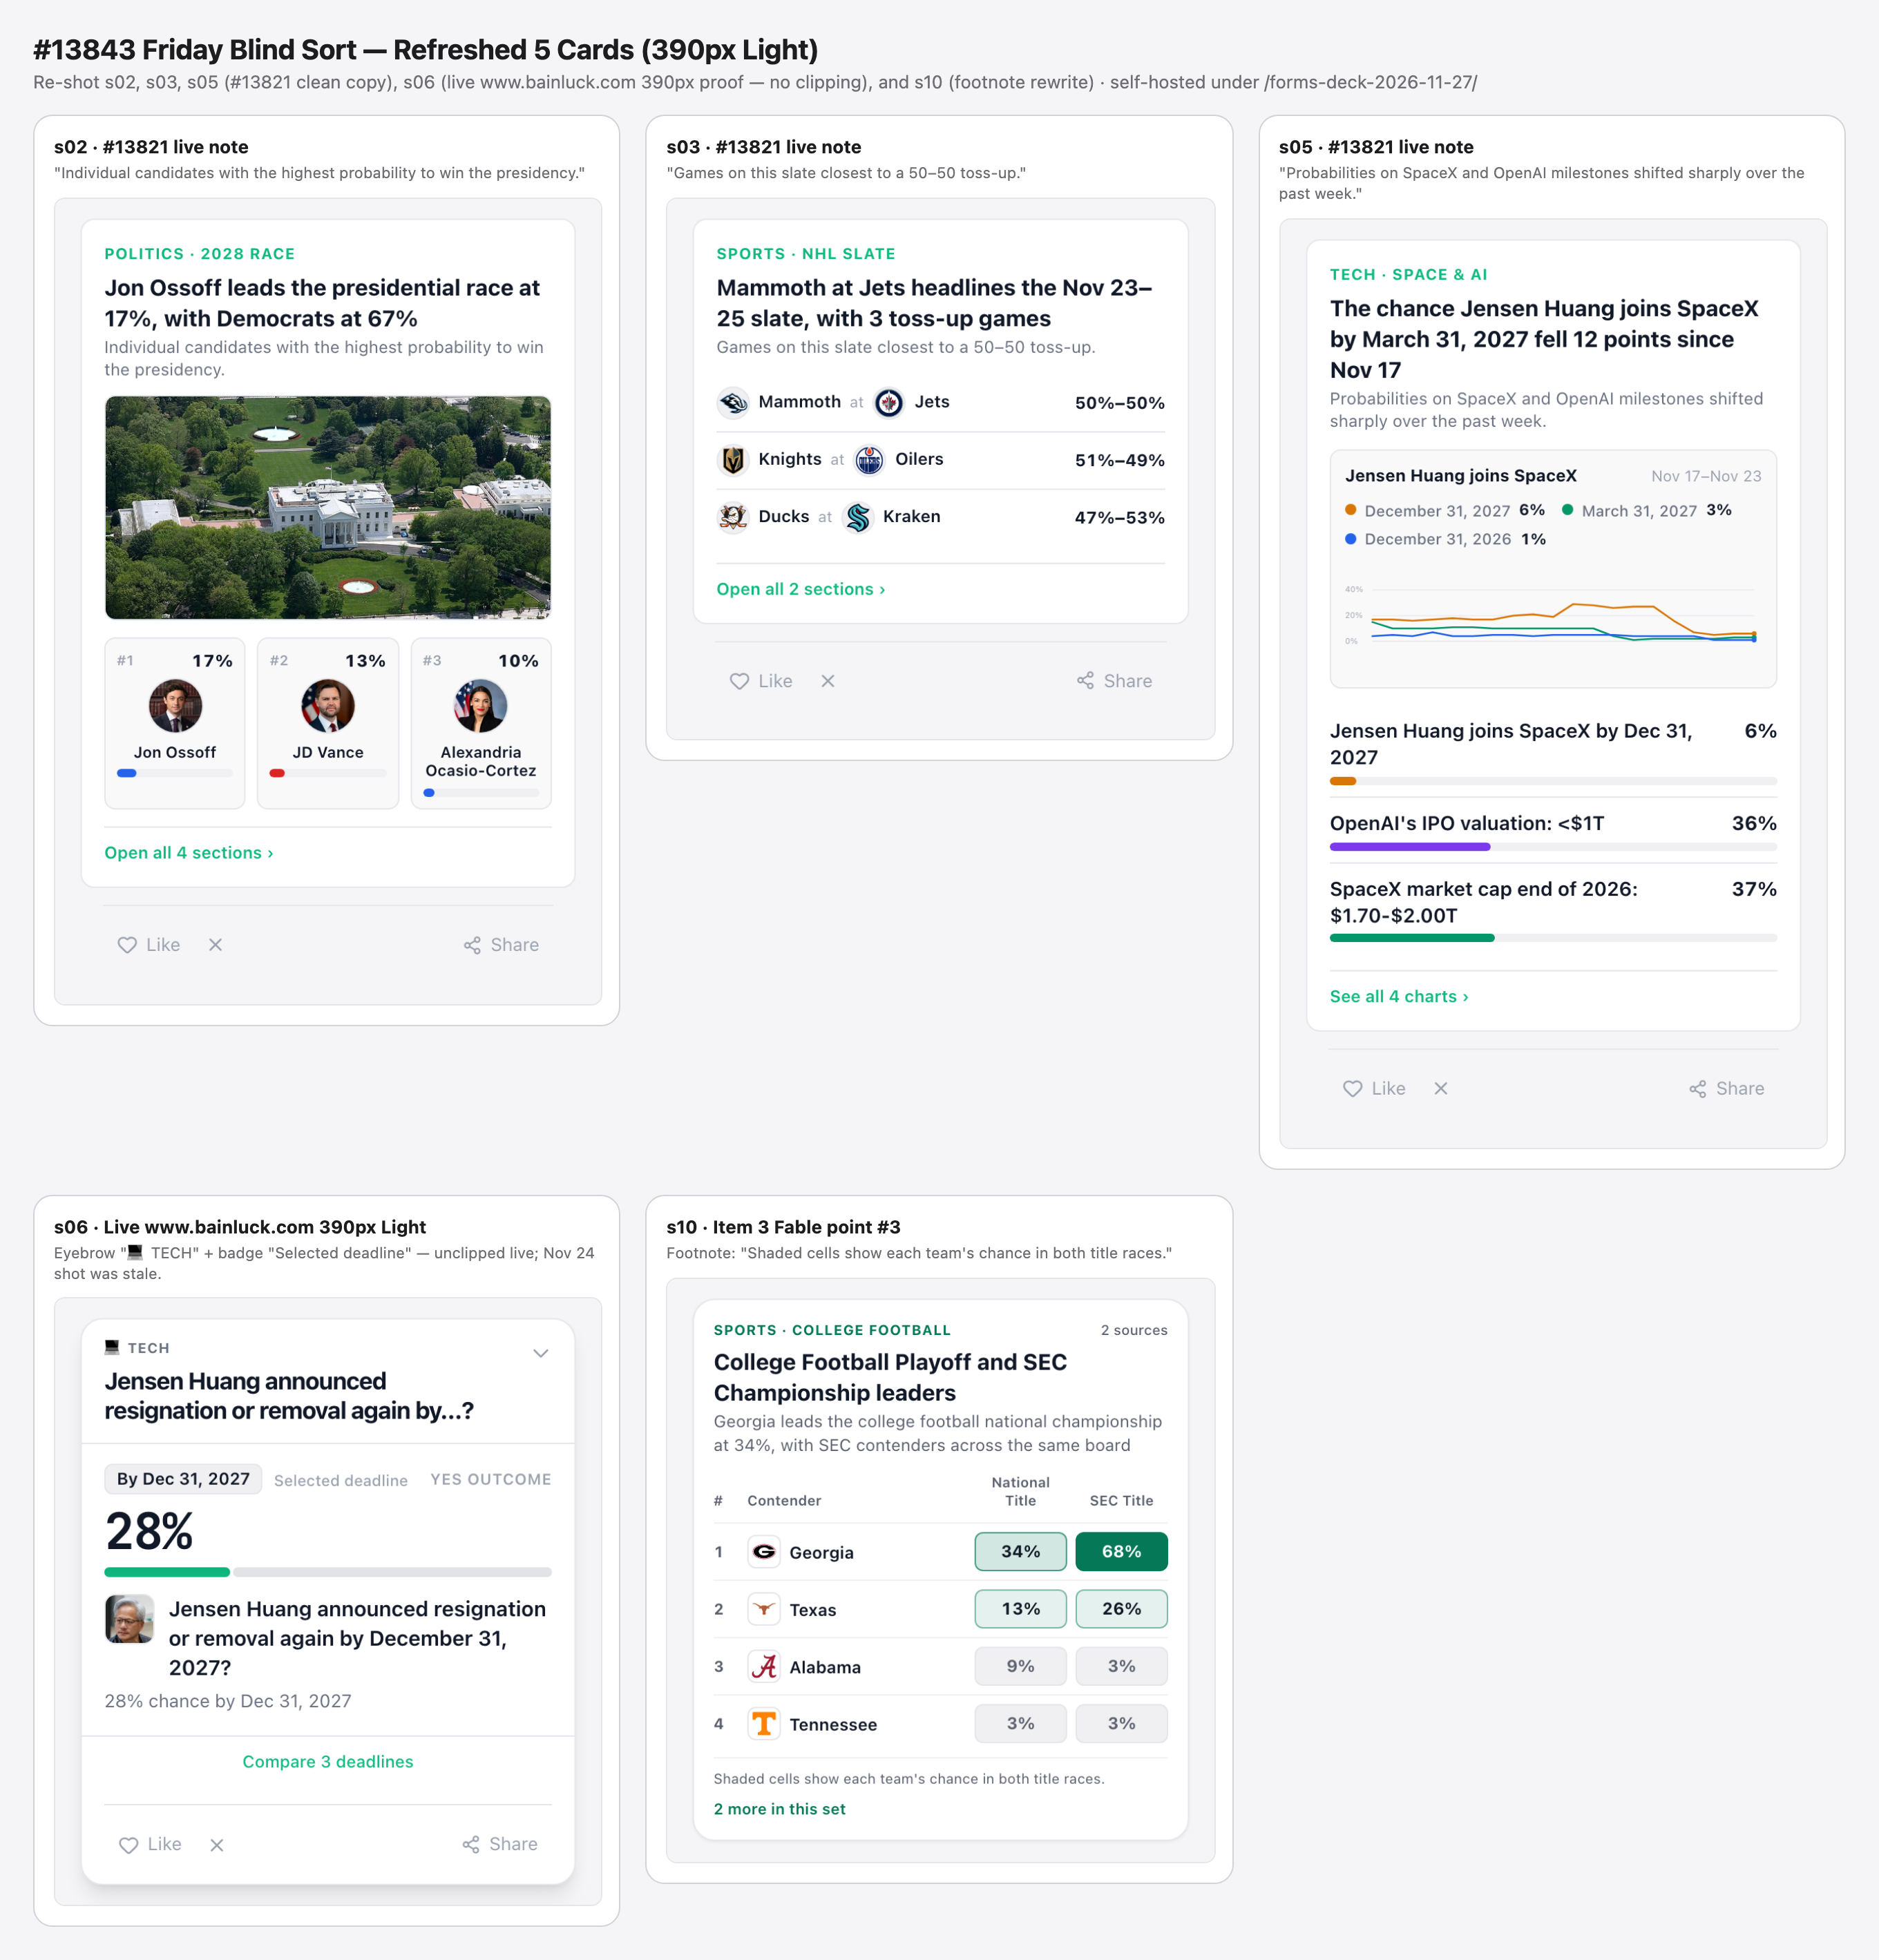 #13843 Friday Blind Sort — Refreshed 5 Cards (390px Light)
Re-shot s02, s03, s05 (#13821 clean copy), s06 (live www.bainluck.com 390px proof — no clipping), and s10 (footnote rewrite) · self-hosted under /forms-deck-2026-11-27/
s02 · #13821 live note
"Individual candidates with the highest probability to win the presidency."
POLITICS · 2028 RACE
Jon Ossoff leads the presidential race at
17%, with Democrats at 67%
Individual candidates with the highest probability to win
the presidency.
#1 17%
Jon Ossoff
#2 13%
JD Vance
#3 10%
Alexandria
Ocasio-Cortez
Open all 4 sections ›
Like
Share
s03 · #13821 live note
"Games on this slate closest to a 50–50 toss-up."
SPORTS · NHL SLATE
Mammoth at Jets headlines the Nov 23–
25 slate, with 3 toss-up games
Games on this slate closest to a 50–50 toss-up.
Mammoth at Jets 50%–50%
Knights at Oilers 51%–49%
Ducks at Kraken 47%–53%
Open all 2 sections ›
Like
Share
s05 · #13821 live note
"Probabilities on SpaceX and OpenAI milestones shifted sharply over the
past week."
TECH · SPACE & AI
The chance Jensen Huang joins SpaceX
by March 31, 2027 fell 12 points since
Nov 17
Probabilities on SpaceX and OpenAI milestones shifted
sharply over the past week.
Jensen Huang joins SpaceX Nov 17–Nov 23
December 31, 2027 6% March 31, 2027 3%
December 31, 2026 1%
40%
20%
0%
Jensen Huang joins SpaceX by Dec 31, 6%
2027
OpenAI's IPO valuation: <$1T 36%
SpaceX market cap end of 2026: 37%
$1.70-$2.00T
See all 4 charts ›
Like
Share
s06 · Live www.bainluck.com 390px Light
Eyebrow "💻 TECH" + badge "Selected deadline" — unclipped live; Nov 24
shot was stale.
💻 TECH
Jensen Huang announced
resignation or removal again by...?
By Dec 31, 2027 Selected deadline YES OUTCOME
28%
Jensen Huang announced resignation
or removal again by December 31,
2027?
28% chance by Dec 31, 2027
Compare 3 deadlines
Like
Share
s10 · Item 3 Fable point #3
Footnote: "Shaded cells show each team's chance in both title races."
SPORTS · COLLEGE FOOTBALL 2 sources
College Football Playoff and SEC
Championship leaders
Georgia leads the college football national championship
at 34%, with SEC contenders across the same board
National
# Contender Title SEC Title
1 Georgia 34% 68%
2 Texas 13% 26%
3 Alabama 9% 3%
4 Tennessee 3% 3%
Shaded cells show each team's chance in both title races.
2 more in this set